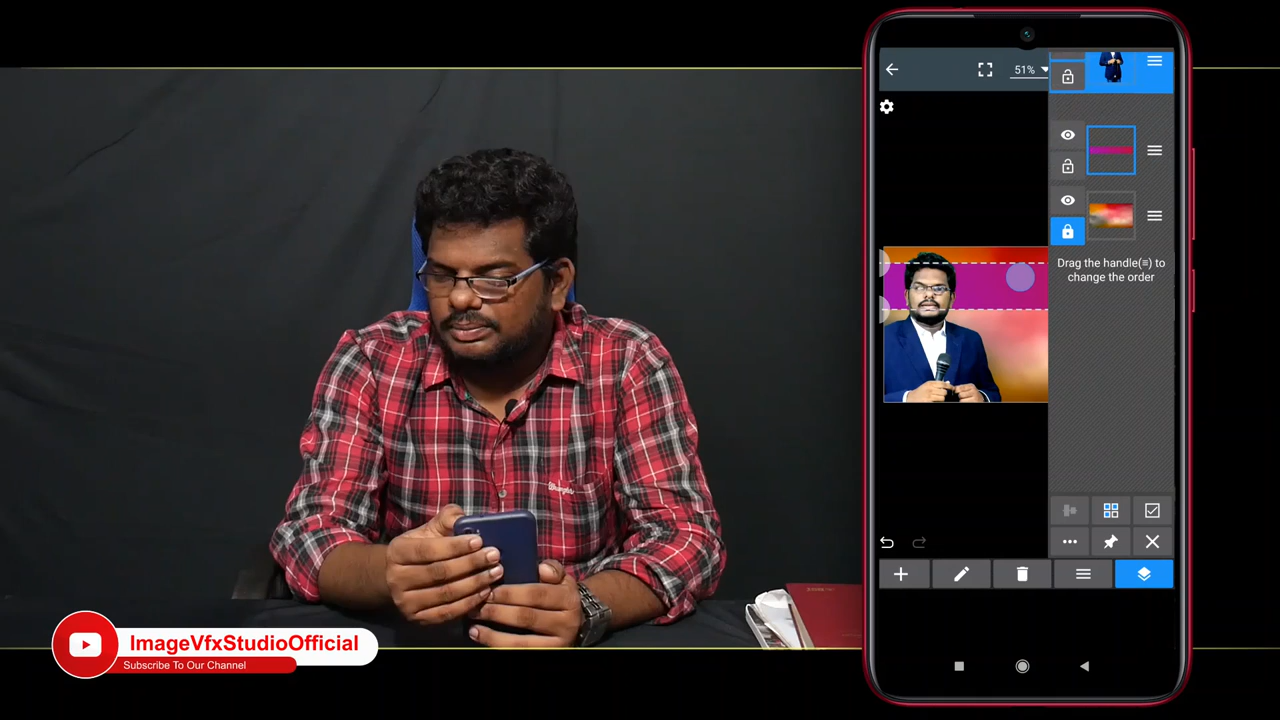 51%
Drag the handle(≡) to
change the order
ImageVfxStudioOfficial
Subscribe To Our Channel